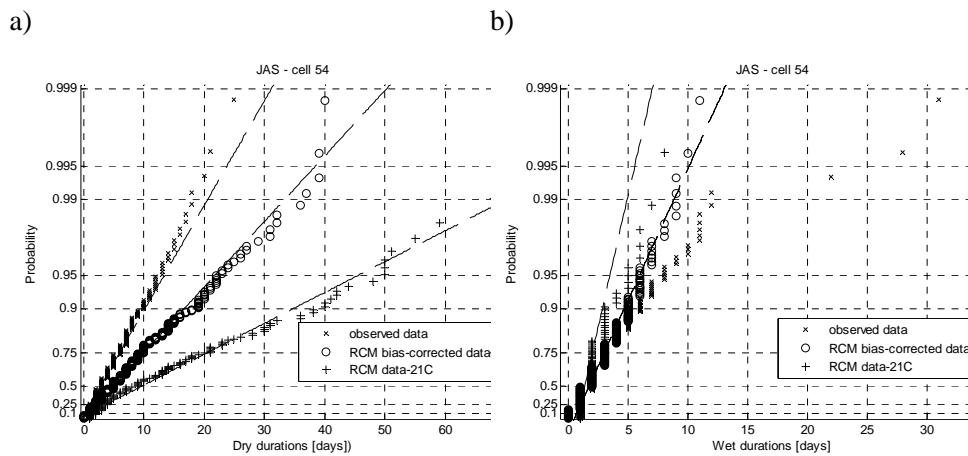 a)
b)
JAS - cell 54
0.999
0.995
0.99
0.95
0.9
0.75
0.5
0.25
0.1
Probability
0 10 20 30 40 50 60
Dry durations [days])
× observed data
○ RCM bias-corrected data
+ RCM data-21C
JAS - cell 54
0.999
0.995
0.99
0.95
0.9
0.75
0.5
0.25
0.1
Probability
0 5 10 15 20 25 30
Wet durations [days]
× observed data
○ RCM bias-corrected data
+ RCM data-21C